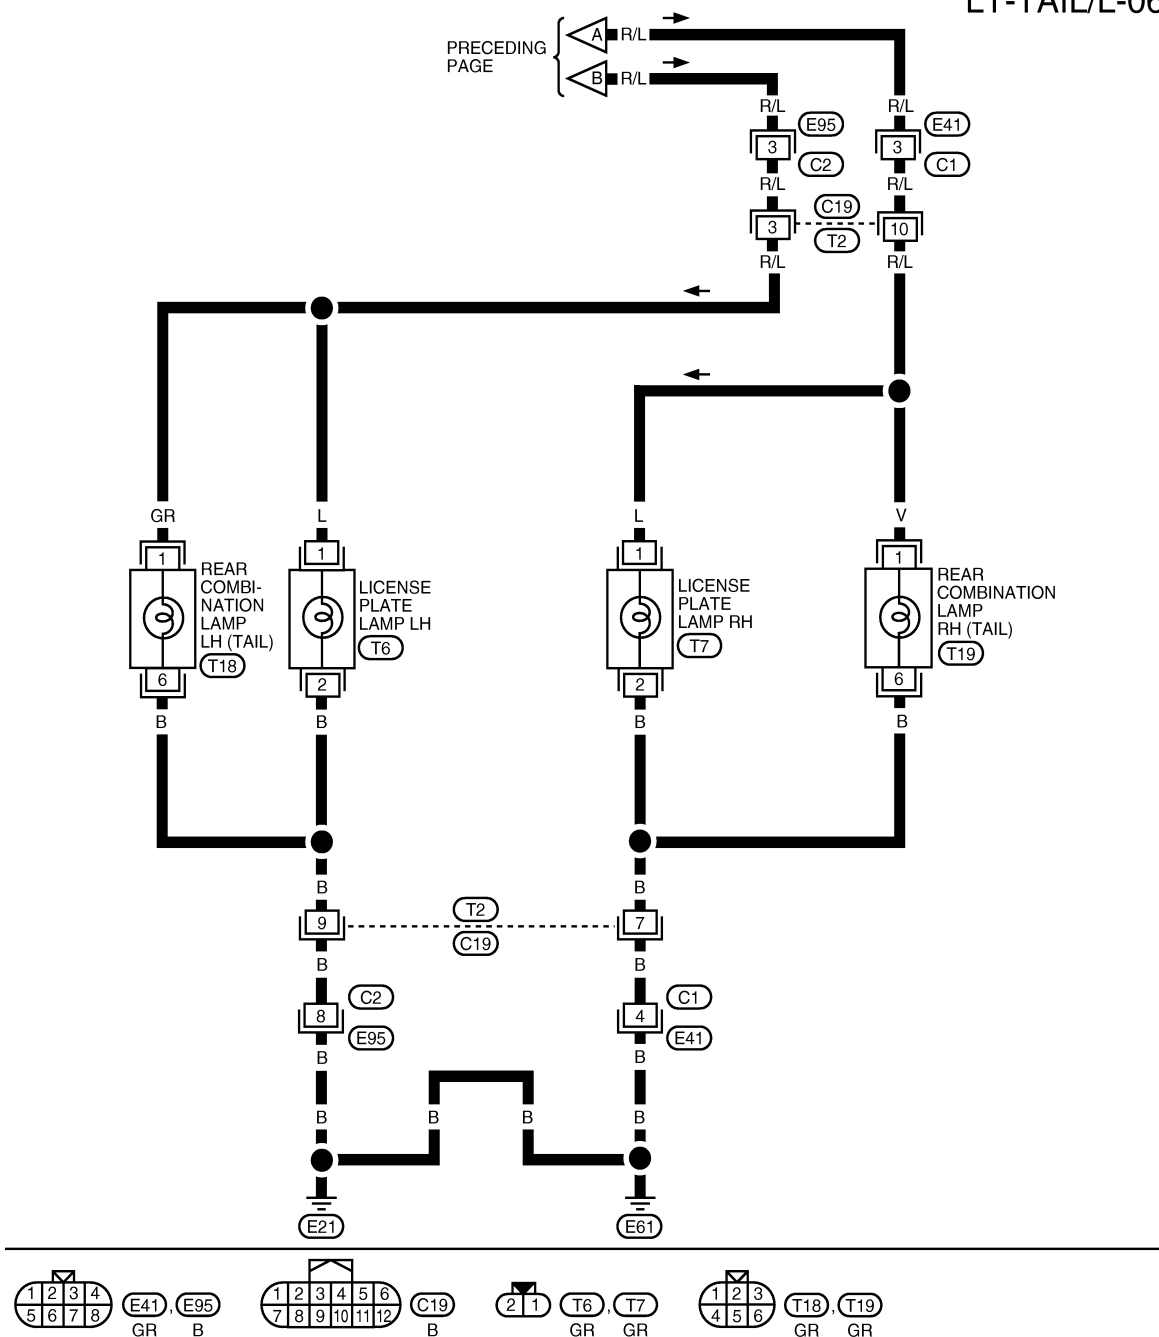 LT-TAIL/L-06
PRECEDING
PAGE
A R/L
B R/L
R/L R/L
E95 E41
3 3
C2 C1
R/L R/L
C19
3 10
T2
R/L R/L
GR L L V
1 1 1 1
REAR
COMBI-
NATION
LAMP
LH (TAIL)
T18
LICENSE
PLATE
LAMP LH
T6
LICENSE
PLATE
LAMP RH
T7
REAR
COMBINATION
LAMP
RH (TAIL)
T19
6 2 2 6
B B B B
B B
T2
9 7
C19
B B
C2 C1
8 4
E95 E41
B B
B B B B
E21 E61
1 2 3 4
5 6 7 8
E41 , E95
GR B
1 2 3 4 5 6
7 8 9 10 11 12
C19
B
2 1
T6 , T7
GR GR
1 2 3
4 5 6
T18 , T19
GR GR